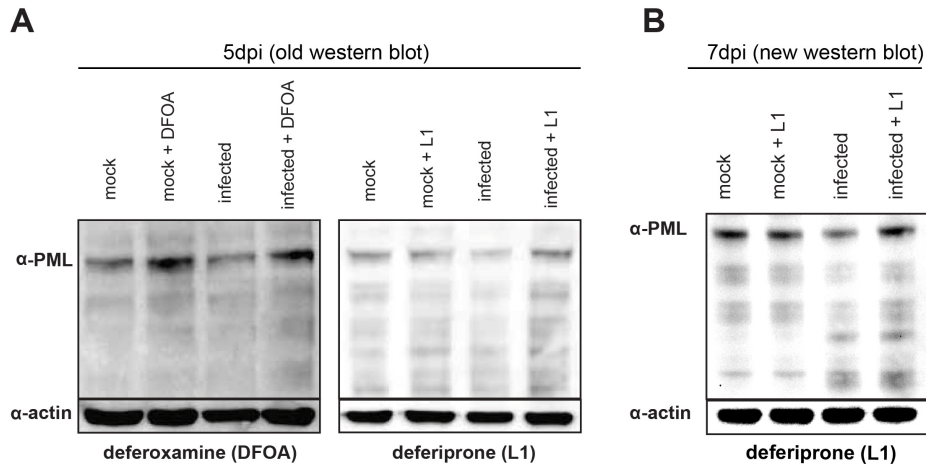 A
5dpi (old western blot)
mock
mock + DFOA
infected
infected + DFOA
mock
mock + L1
infected
infected + L1
α-PML
α-actin
deferoxamine (DFOA)
deferiprone (L1)
B
7dpi (new western blot)
mock
mock + L1
infected
infected + L1
α-PML
α-actin
deferiprone (L1)